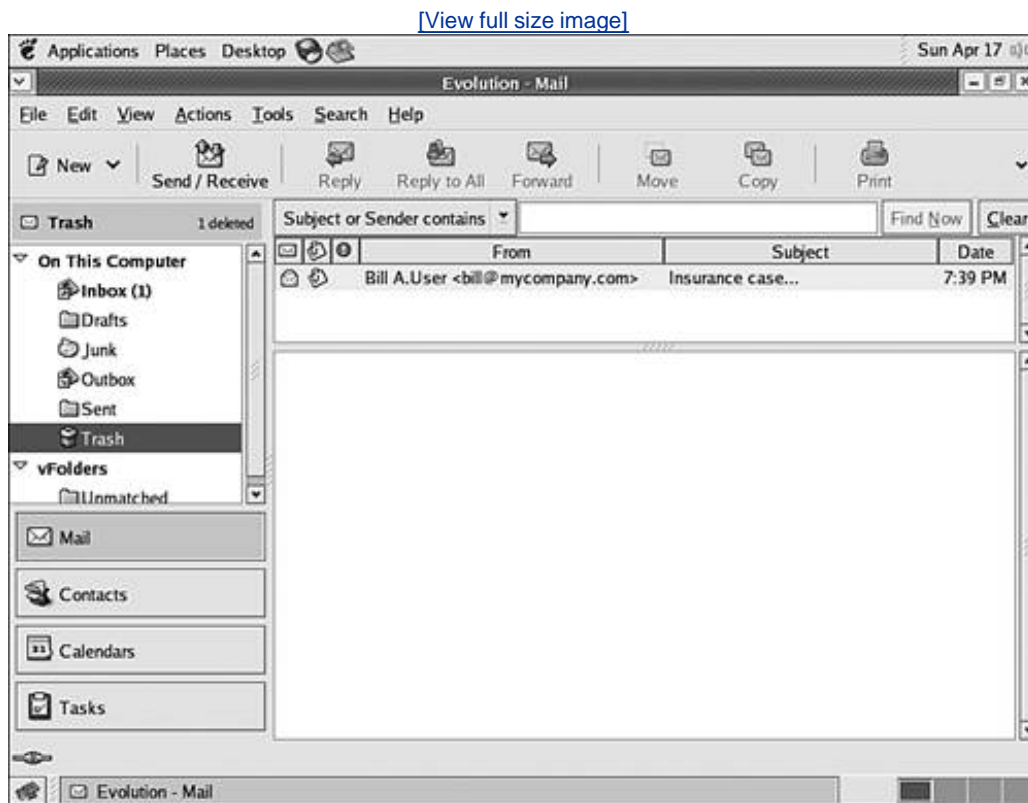 [View full size image]
Applications Places Desktop Sun Apr 17
Evolution - Mail
File Edit View Actions Tools Search Help
New Send / Receive Reply Reply to All Forward Move Copy Print
Trash 1 deleted Subject or Sender contains Find Now Clear
From Subject Date
Bill A.User <bill@mycompany.com> Insurance case... 7:39 PM
On This Computer
Inbox (1)
Drafts
Junk
Outbox
Sent
Trash
vFolders
Unmatched
Mail
Contacts
Calendars
Tasks
Evolution - Mail